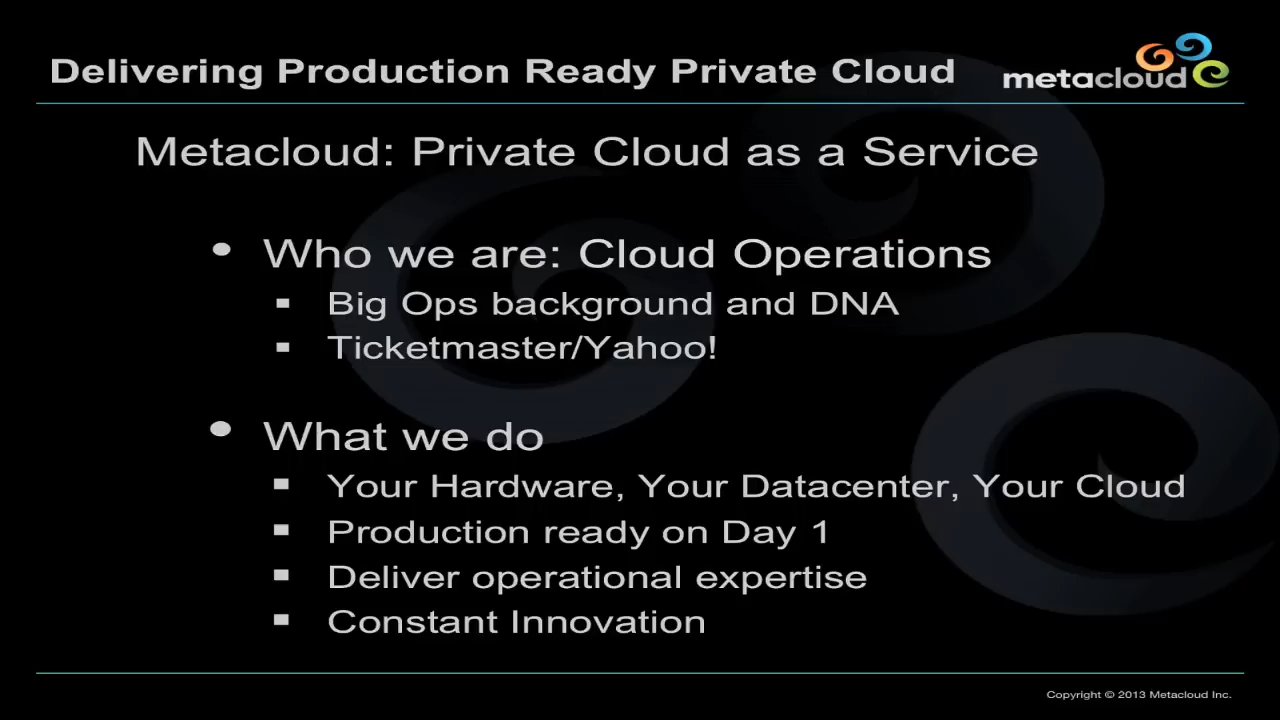 Delivering Production Ready Private Cloud
metacloud
Metacloud: Private Cloud as a Service
• Who we are: Cloud Operations
▪ Big Ops background and DNA
▪ Ticketmaster/Yahoo!
• What we do
▪ Your Hardware, Your Datacenter, Your Cloud
▪ Production ready on Day 1
▪ Deliver operational expertise
▪ Constant Innovation
Copyright © 2013 Metacloud Inc.